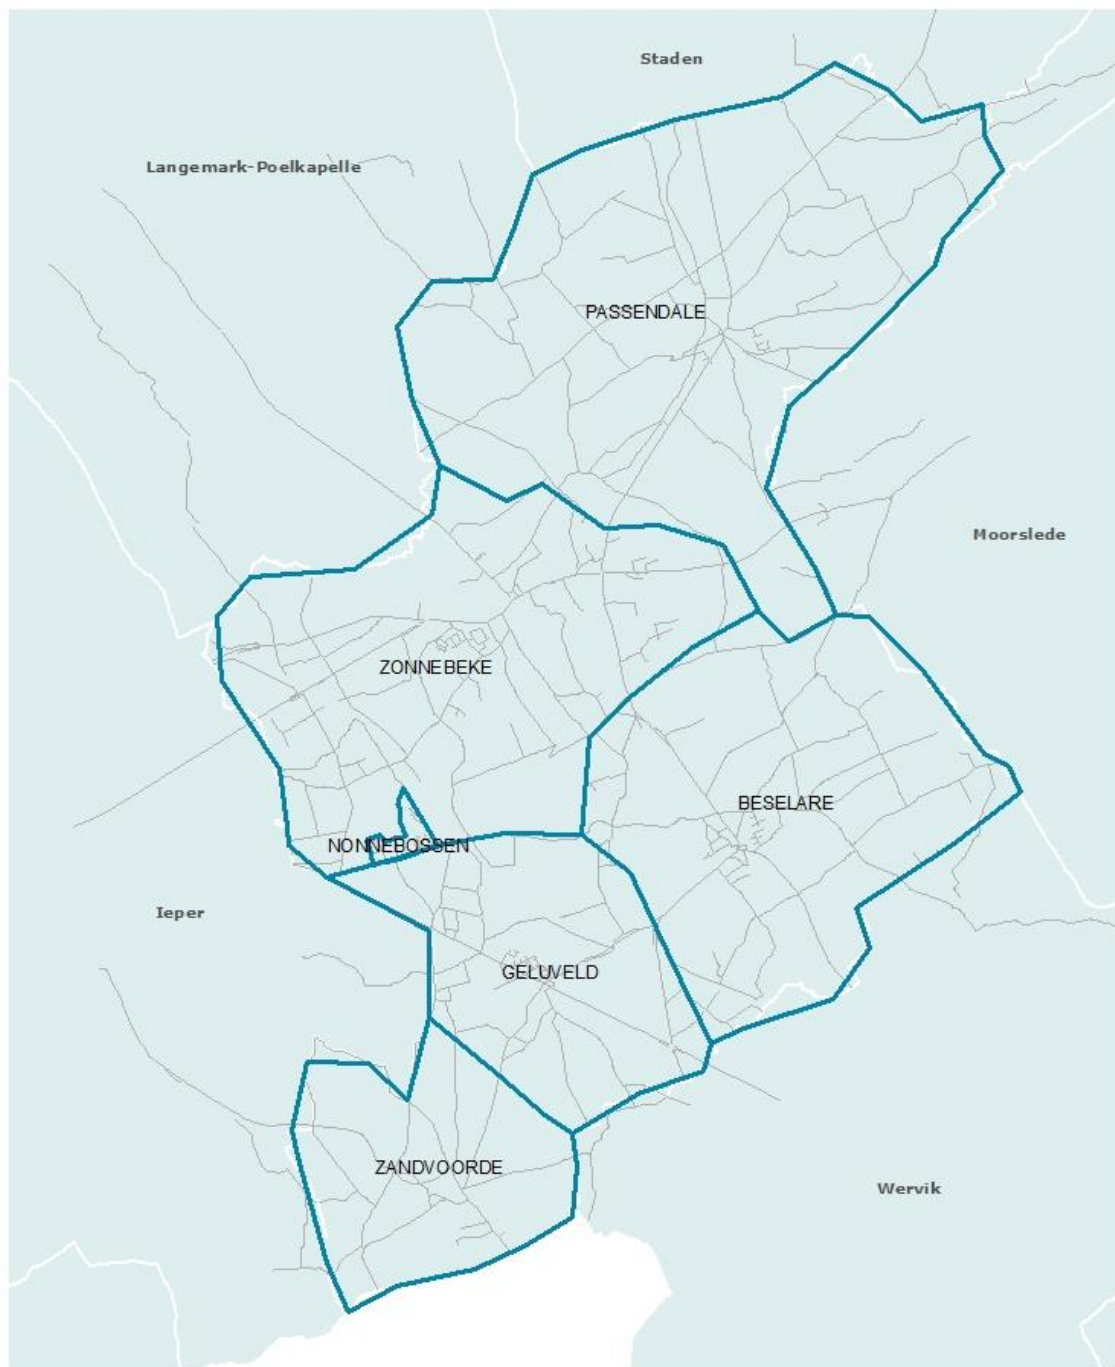 Staden
Langemark-Poelkapelle
PASSENDALE
Moorslede
ZONNEBEKE
BESELARE
NONNEBOSSEN
Ieper
GELUVELD
ZANDVOORDE
Wervik